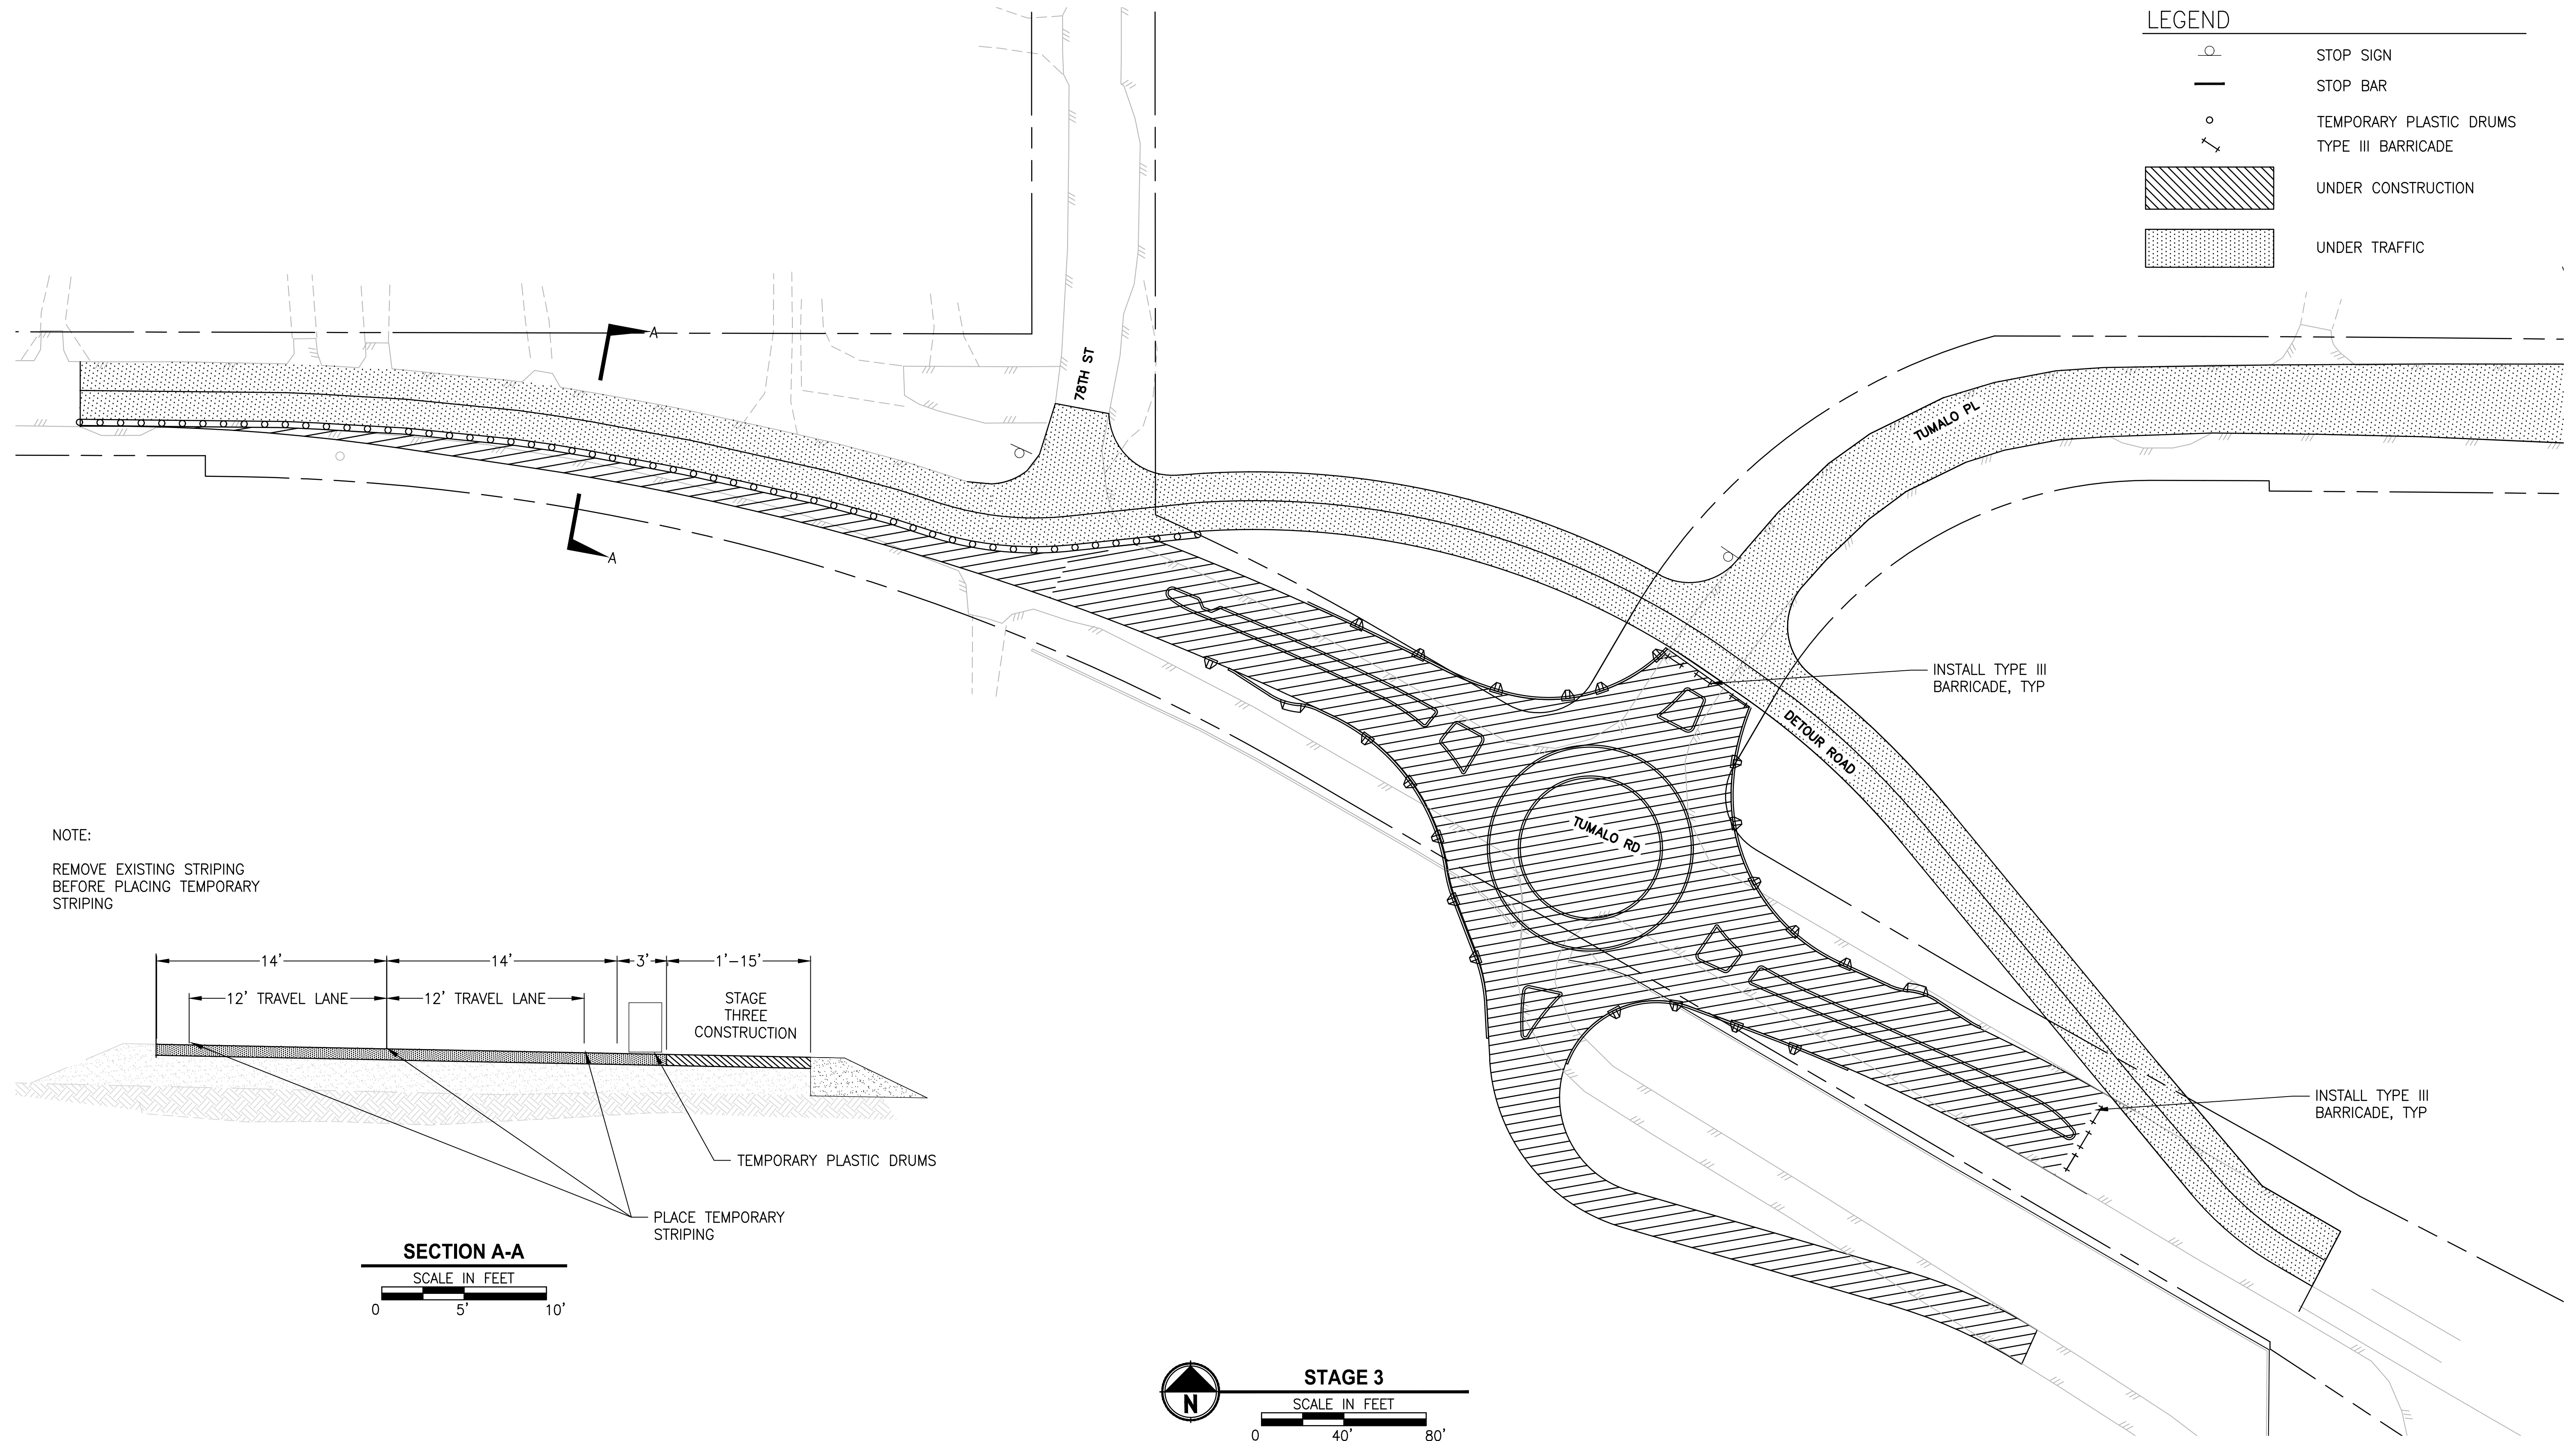 LEGEND
STOP SIGN
STOP BAR
TEMPORARY PLASTIC DRUMS
TYPE III BARRICADE
UNDER CONSTRUCTION
UNDER TRAFFIC
A
A
78TH ST
TUMALO PL
INSTALL TYPE III
BARRICADE, TYP
DETOUR ROAD
TUMALO RD
INSTALL TYPE III
BARRICADE, TYP
NOTE:
REMOVE EXISTING STRIPING
BEFORE PLACING TEMPORARY
STRIPING
14' 14' 3' 1'-15'
12' TRAVEL LANE 12' TRAVEL LANE
STAGE
THREE
CONSTRUCTION
TEMPORARY PLASTIC DRUMS
PLACE TEMPORARY
STRIPING
SECTION A-A
SCALE IN FEET
0 5' 10'
N
STAGE 3
SCALE IN FEET
0 40' 80'